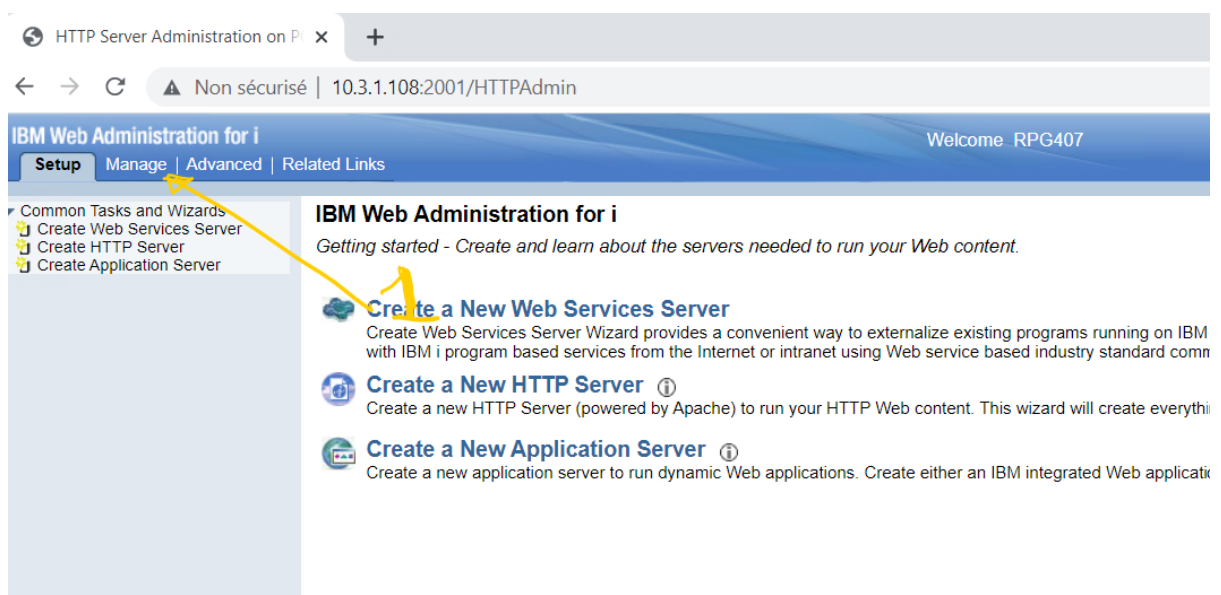 HTTP Server Administration on P
Non sécurisé | 10.3.1.108:2001/HTTPAdmin
IBM Web Administration for i
Welcome RPG407
Setup Manage | Advanced | Related Links
Common Tasks and Wizards
Create Web Services Server
Create HTTP Server
Create Application Server
IBM Web Administration for i
Getting started - Create and learn about the servers needed to run your Web content.
1
Create a New Web Services Server
Create Web Services Server Wizard provides a convenient way to externalize existing programs running on IBM
with IBM i program based services from the Internet or intranet using Web service based industry standard comm
Create a New HTTP Server
Create a new HTTP Server (powered by Apache) to run your HTTP Web content. This wizard will create everythi
Create a New Application Server
Create a new application server to run dynamic Web applications. Create either an IBM integrated Web applicati